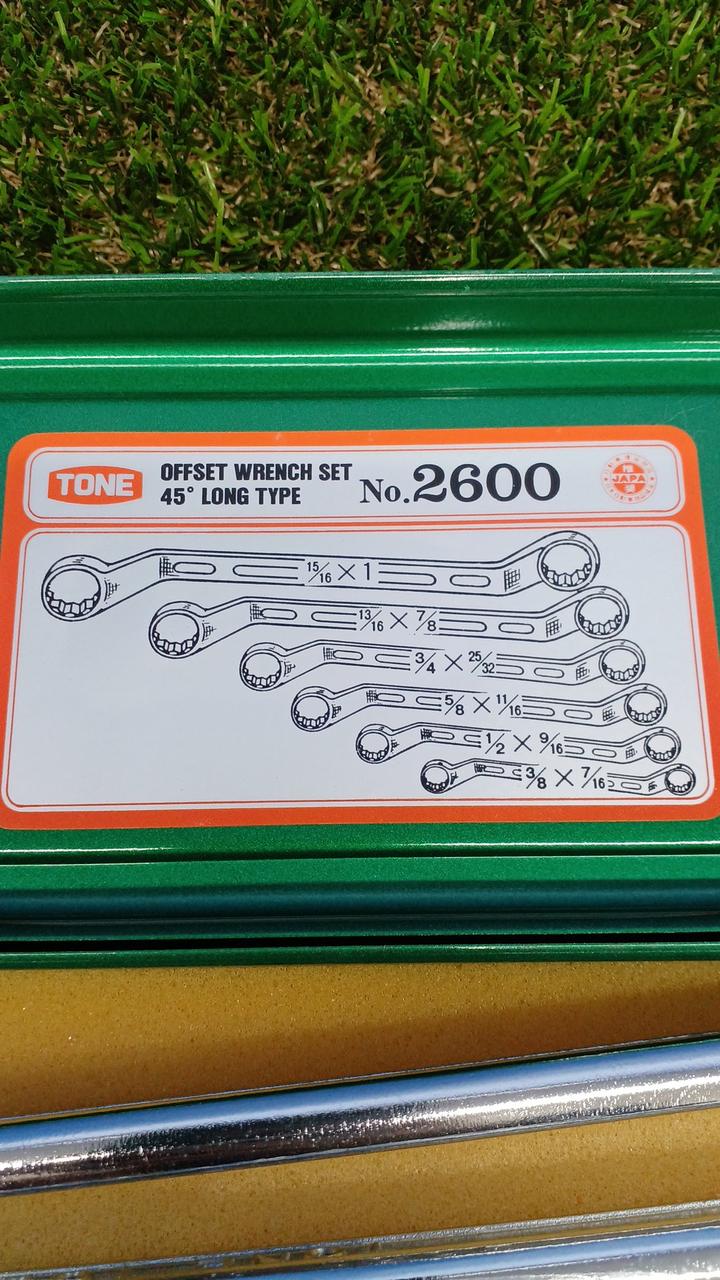 TONE
OFFSET WRENCH SET
45° LONG TYPE
No.2600
JAPA
15/16 × 1
13/16 × 7/8
3/4 × 25/32
5/8 × 11/16
1/2 × 9/16
3/8 × 7/16